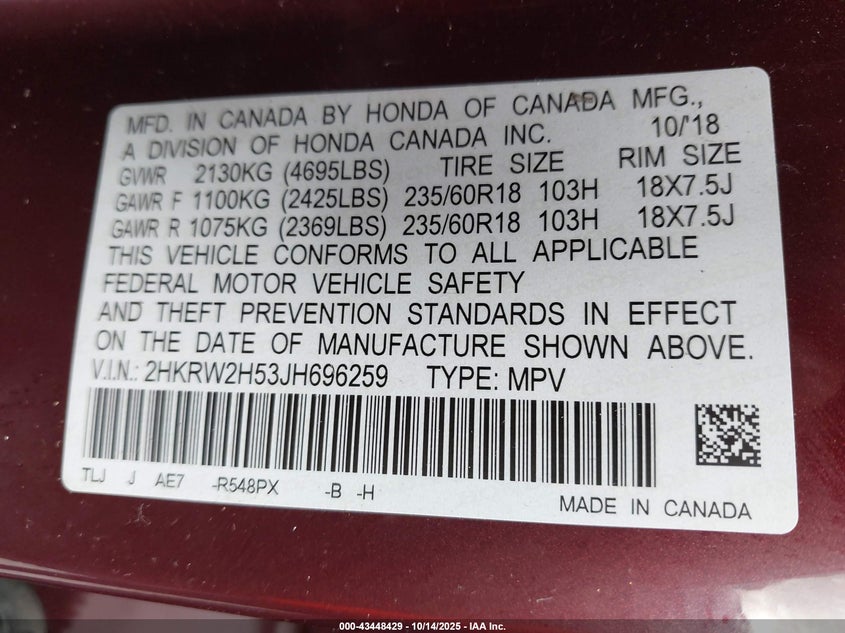 MFD. IN CANADA BY HONDA OF CANADA MFG.,
A DIVISION OF HONDA CANADA INC. 10/'18
GVWR 2130KG (4695LBS) TIRE SIZE RIM SIZE
GAWR F 1100KG (2425LBS) 235/60R18 103H 18X7.5J
GAWR R 1075KG (2369LBS) 235/60R18 103H 18X7.5J
THIS VEHICLE CONFORMS TO ALL APPLICABLE
FEDERAL MOTOR VEHICLE SAFETY
AND THEFT PREVENTION STANDARDS IN EFFECT
ON THE DATE OF MANUFACTURE SHOWN ABOVE.
V.I.N.: 2HKRW2H53JH696259 TYPE: MPV
TLJ J AE7 -R548PX -B -H
MADE IN CANADA
000-43448429 - 10/14/2025 - IAA Inc.